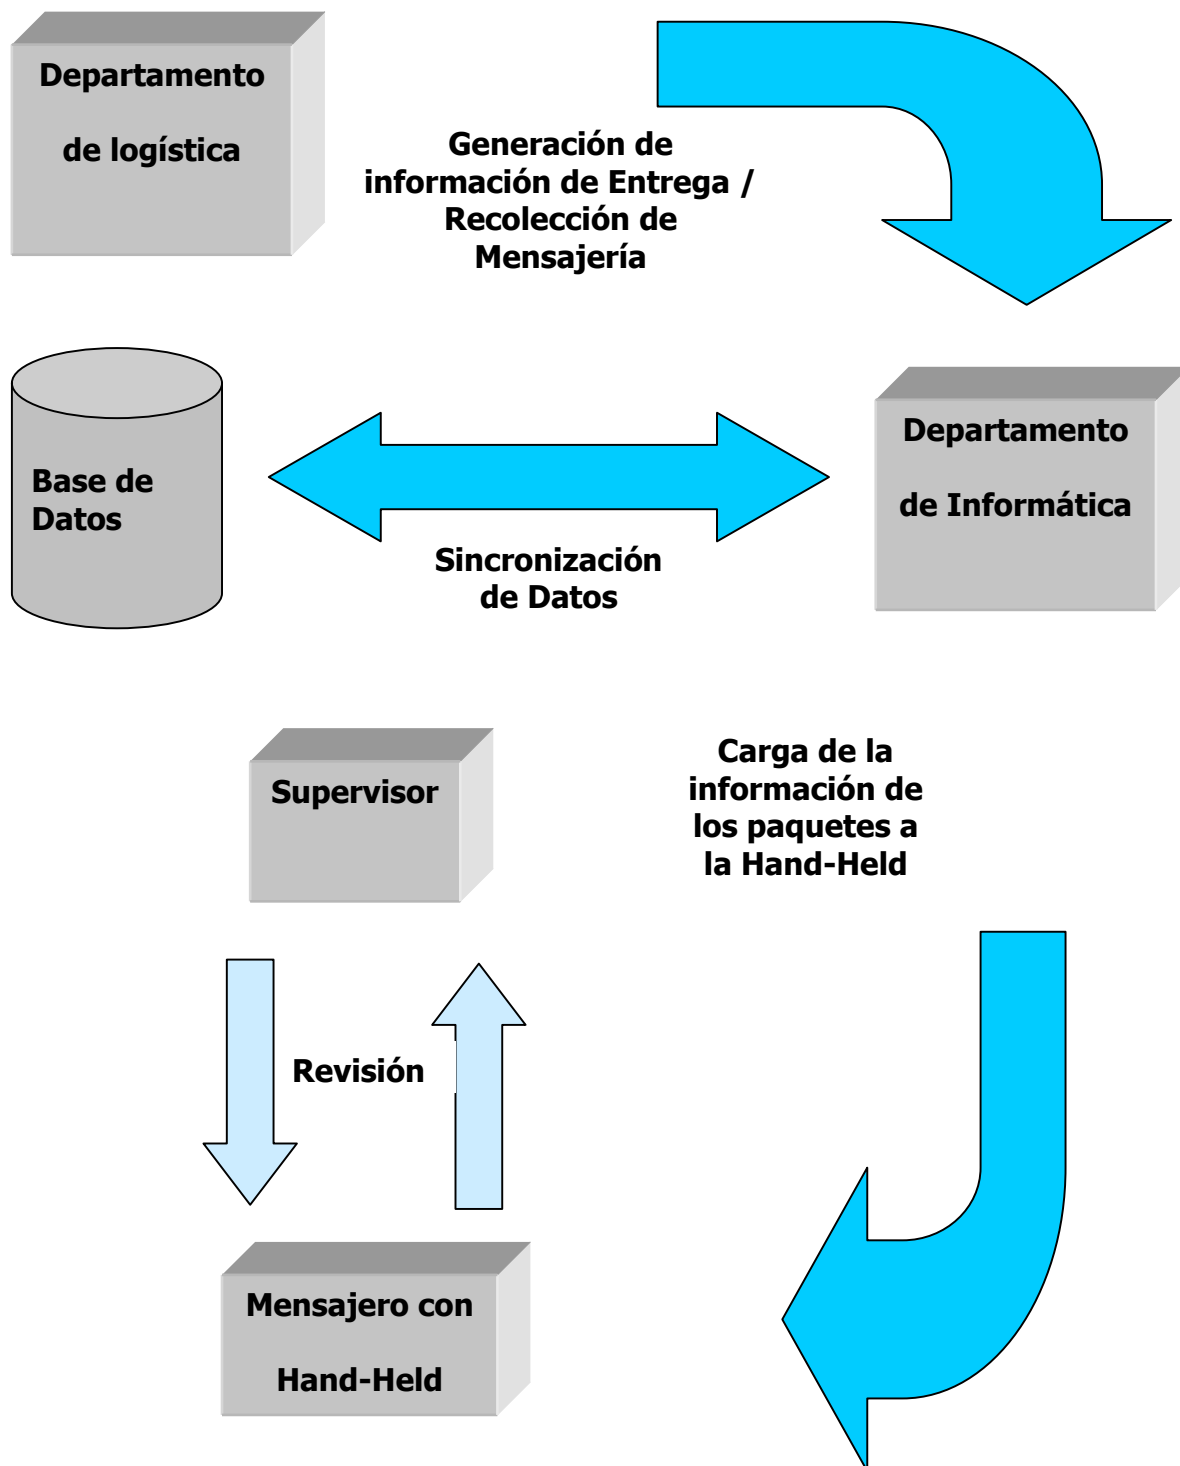 Departamento
de logística
Generación de
información de Entrega /
Recolección de
Mensajería
Base de
Datos
Sincronización
de Datos
Departamento
de Informática
Supervisor
Carga de la
información de
los paquetes a
la Hand-Held
Revisión
Mensajero con
Hand-Held